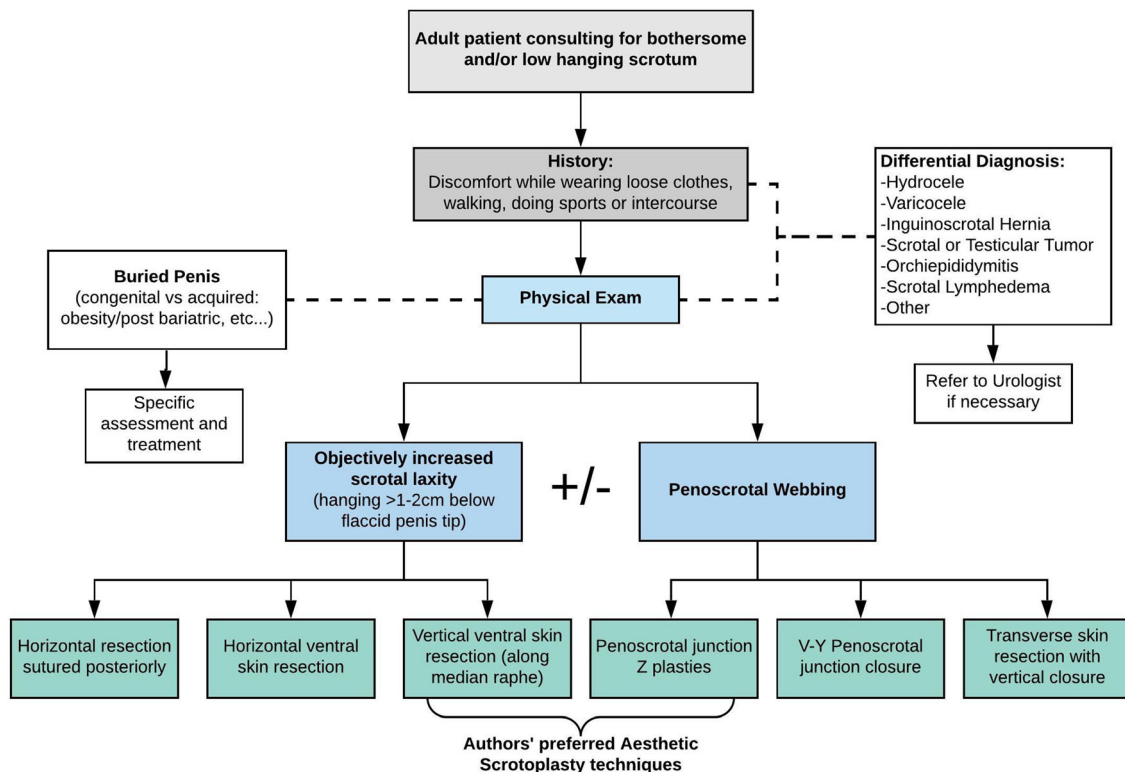 Adult patient consulting for bothersome
and/or low hanging scrotum
History:
Discomfort while wearing loose clothes,
walking, doing sports or intercourse
Differential Diagnosis:
-Hydrocele
-Varicocele
-Inguinoscrotal Hernia
-Scrotal or Testicular Tumor
-Orchiepididymitis
-Scrotal Lymphedema
-Other
Buried Penis
(congenital vs acquired:
obesity/post bariatric, etc...)
Physical Exam
Refer to Urologist
if necessary
Specific
assessment and
treatment
Objectively increased
scrotal laxity
(hanging >1-2cm below
flaccid penis tip)
+/-
Penoscrotal Webbing
Horizontal resection
sutured posteriorly
Horizontal ventral
skin resection
Vertical ventral skin
resection (along
median raphe)
Penoscrotal junction
Z plasties
V-Y Penoscrotal
junction closure
Transverse skin
resection with
vertical closure
Authors' preferred Aesthetic
Scrotoplasty techniques